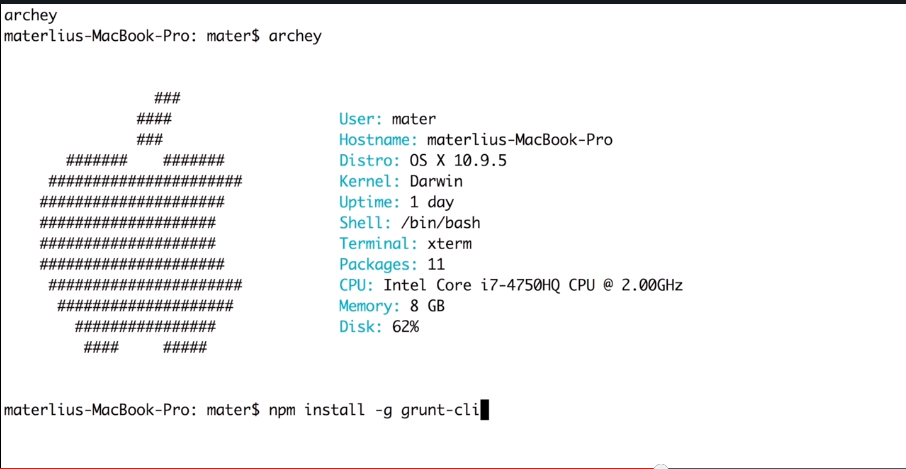 archey
materlius-MacBook-Pro: mater$ archey
###
####
User: mater
###
Hostname: materlius-MacBook-Pro
####### #######
Distro: OS X 10.9.5
######################
Kernel: Darwin
#####################
Uptime: 1 day
####################
Shell: /bin/bash
####################
Terminal: xterm
#####################
Packages: 11
######################
CPU: Intel Core i7-4750HQ CPU @ 2.00GHz
####################
Memory: 8 GB
################
Disk: 62%
#### #####
materlius-MacBook-Pro: mater$ npm install -g grunt-cli